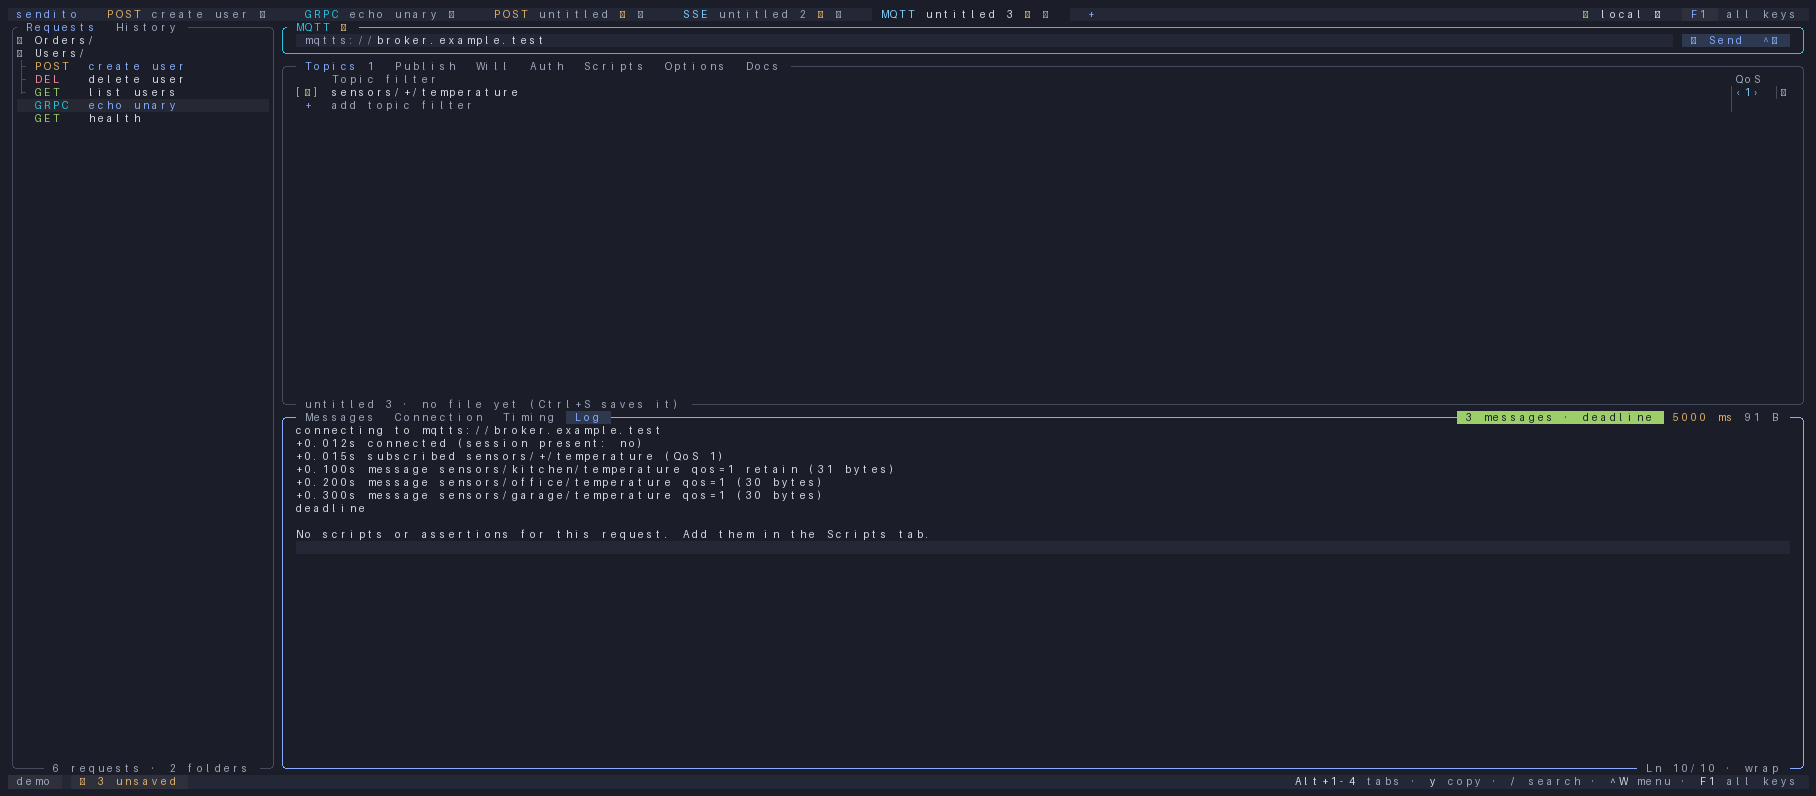 sendito POST create user GRPC echo unary POST untitled SSE untitled 2 MQTT untitled 3 + local F1 all keys
Requests History
Orders/
Users/
POST create user
DEL delete user
GET list users
GRPC echo unary
GET health
6 requests · 2 folders
MQTT
mqtts://broker.example.test Send ^
Topics 1 Publish Will Auth Scripts Options Docs
Topic filter QoS
[ ] sensors/+/temperature ‹1›
+ add topic filter
untitled 3 · no file yet (Ctrl+S saves it)
Messages Connection Timing Log 3 messages · deadline 5000 ms 91 B
connecting to mqtts://broker.example.test
+0.012s connected (session present: no)
+0.015s subscribed sensors/+/temperature (QoS 1)
+0.100s message sensors/kitchen/temperature qos=1 retain (31 bytes)
+0.200s message sensors/office/temperature qos=1 (30 bytes)
+0.300s message sensors/garage/temperature qos=1 (30 bytes)
deadline
No scripts or assertions for this request. Add them in the Scripts tab.
Ln 10/10 · wrap
demo 3 unsaved Alt+1-4 tabs · y copy · / search · ^W menu · F1 all keys